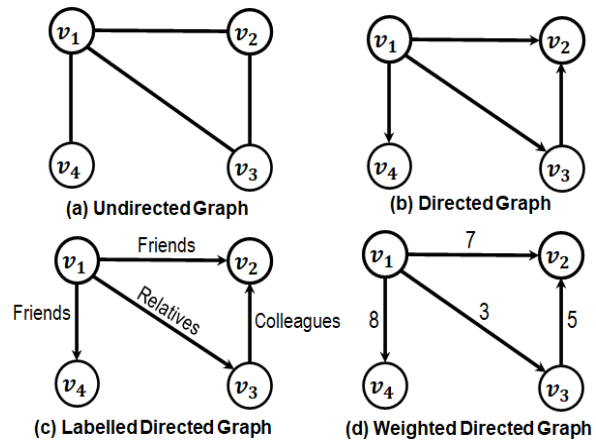 v₁ v₂
v₄ v₃
(a) Undirected Graph
v₁ v₂
v₄ v₃
(b) Directed Graph
Friends
v₁ v₂
Friends Relatives Colleagues
v₄ v₃
(c) Labelled Directed Graph
7
v₁ v₂
8 3 5
v₄ v₃
(d) Weighted Directed Graph